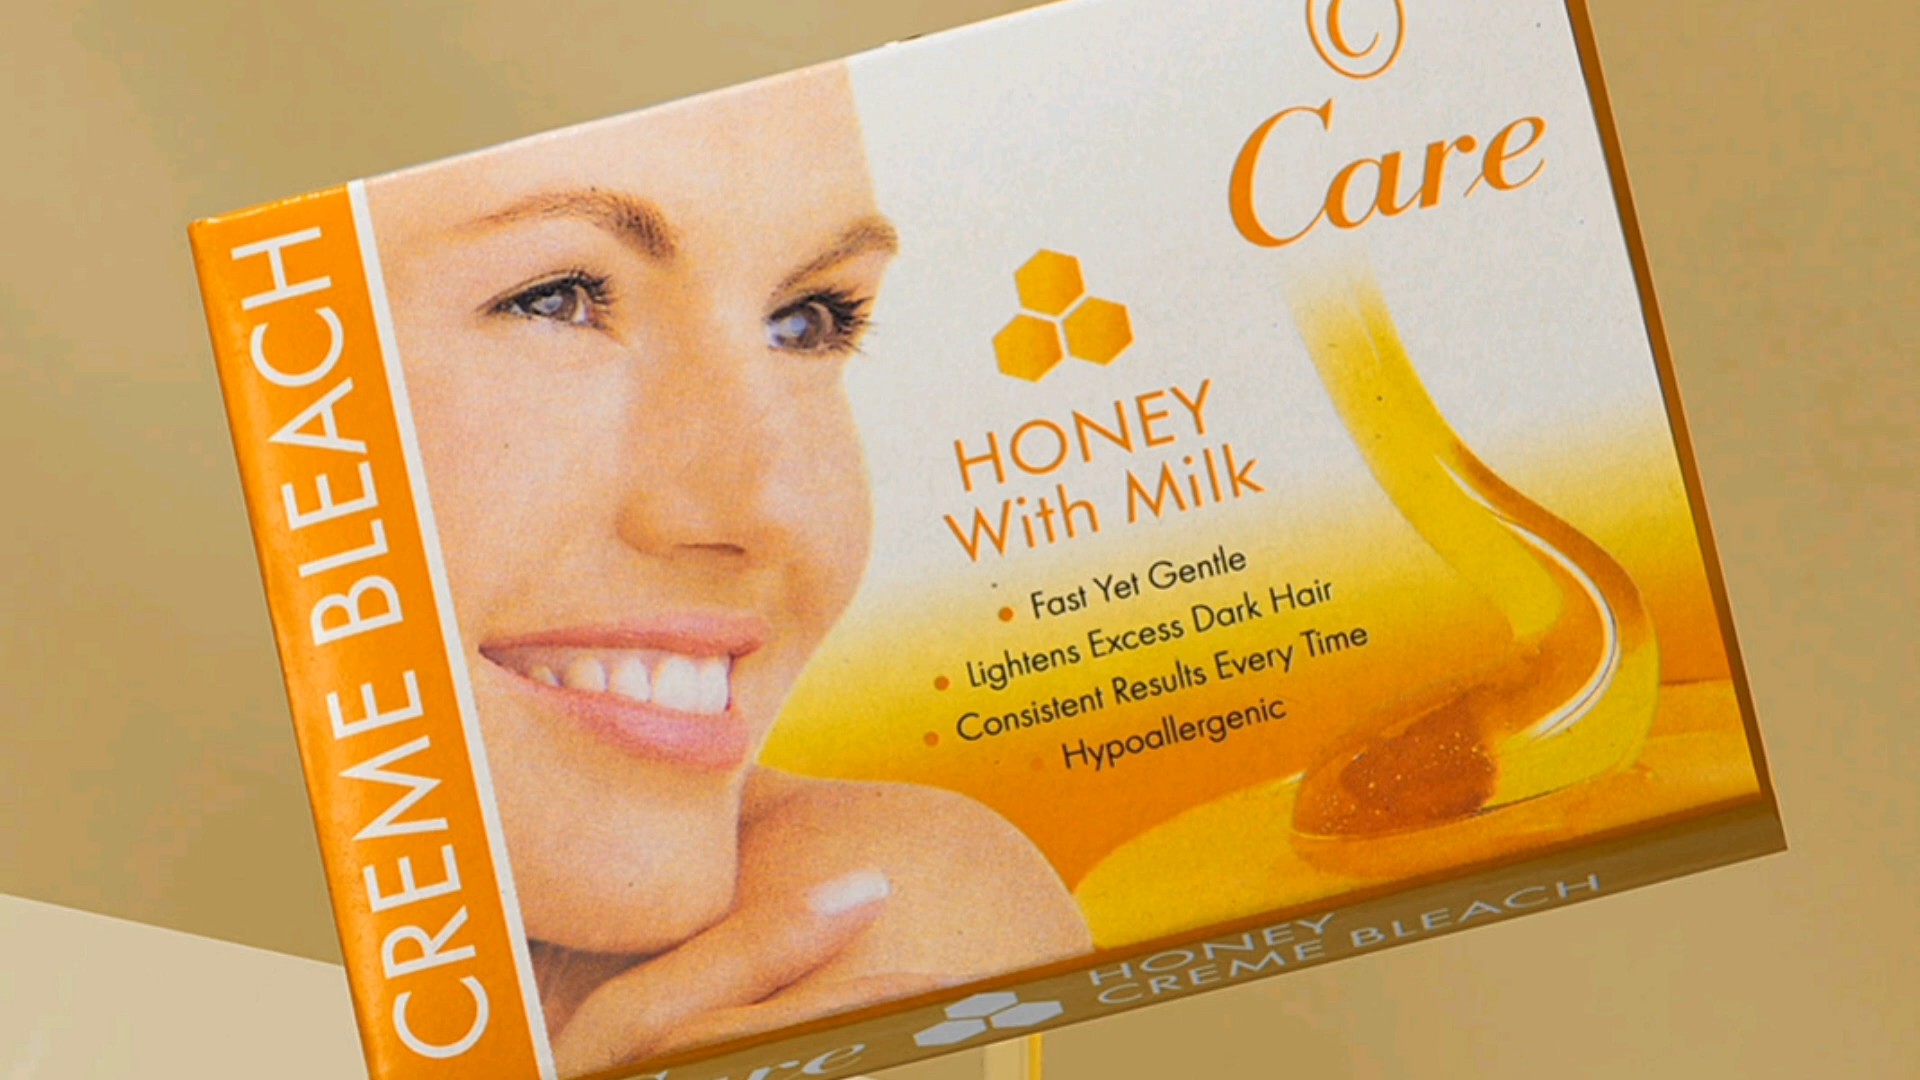 CREME BLEACH
C
Care
HONEY
With Milk
• Fast Yet Gentle
• Lightens Excess Dark Hair
• Consistent Results Every Time
• Hypoallergenic
Care
HONEY
CREME BLEACH